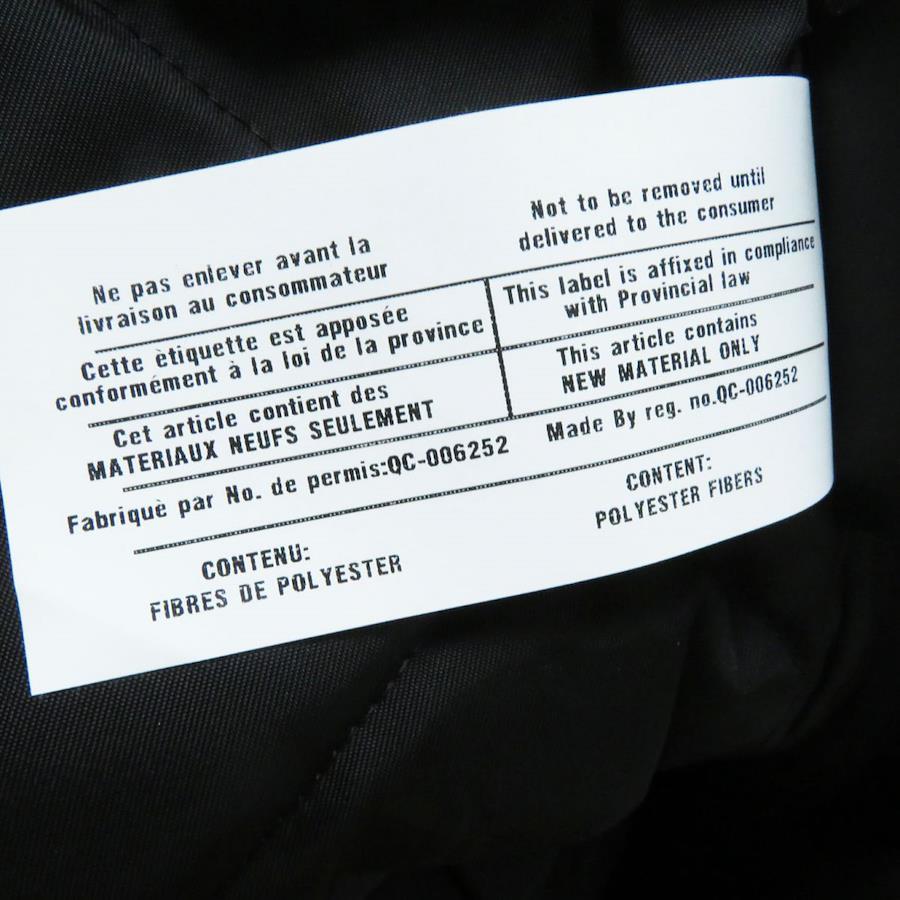 Ne pas enlever avant la
livraison au consommateur
Not to be removed until
delivered to the consumer
Cette ètiquette est apposée
conformément à la loi de la province
This label is affixed in compliance
with Provincial law
Cet article contient des
MATERIAUX NEUFS SEULEMENT
This article contains
NEW MATERIAL ONLY
Fabriquè par No. de permis:QC-006252
Made By reg. no.QC-006252
CONTENU:
FIBRES DE POLYESTER
CONTENT:
POLYESTER FIBERS